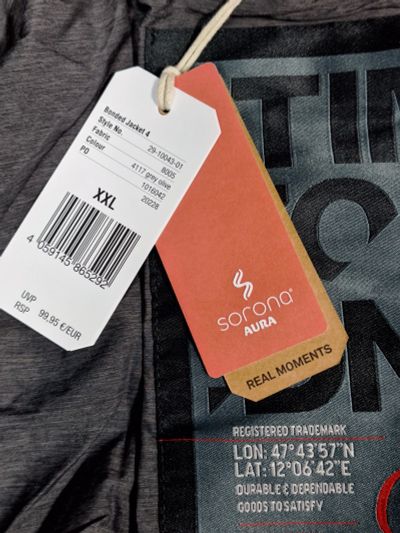 Bonded Jacket 4
Style No. 29-10043-01
Fabric 8005
Colour 4117 grey olive
PO 1016042
20228
XXL
4 059145 865292
UVP
RSP 99.95 €/EUR
sorona®
AURA
REAL MOMENTS
REGISTERED TRADEMARK
LON: 47°43'57"N
LAT: 12°06'42"E
DURABLE & DEPENDABLE
GOODS TO SATISFY